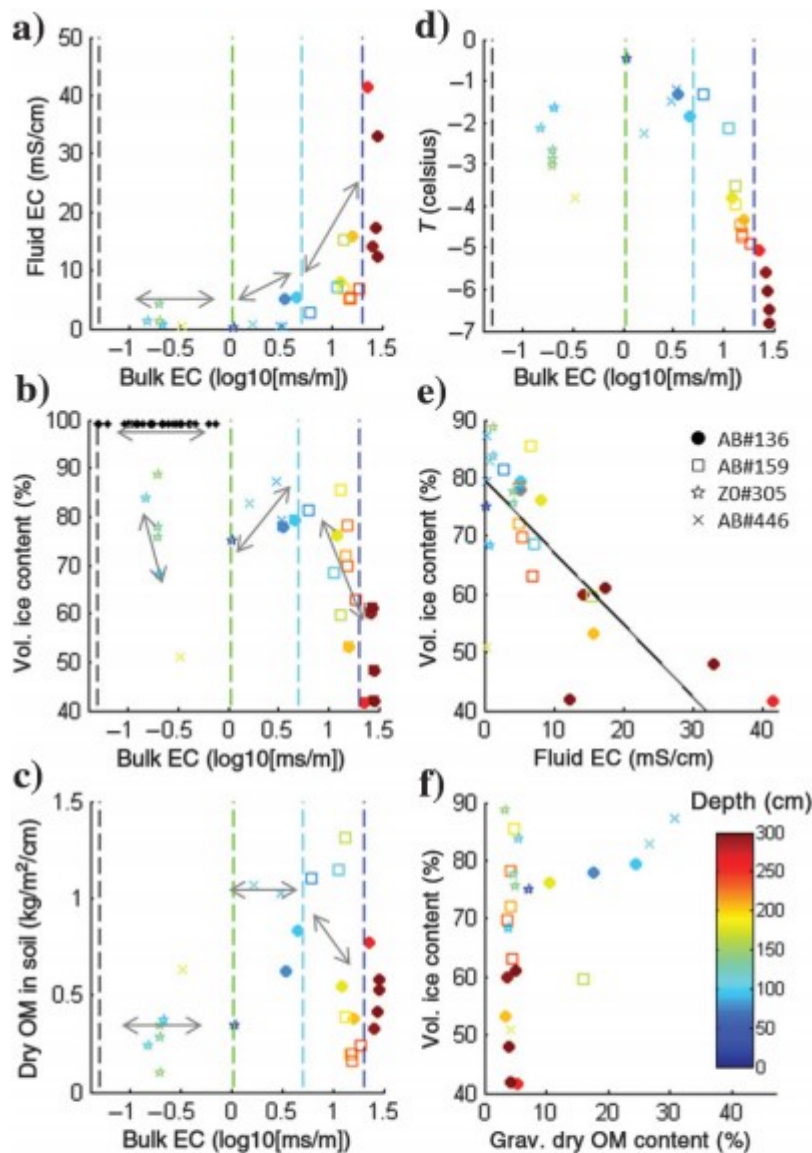 a)
50
40
30
20
10
0
Fluid EC (mS/cm)
−1 −0.5 0 0.5 1 1.5
Bulk EC (log10[ms/m])
d)
0
−1
−2
−3
−4
−5
−6
−7
T (celsius)
−1 −0.5 0 0.5 1 1.5
Bulk EC (log10[ms/m])
b)
100
90
80
70
60
50
40
Vol. ice content (%)
−1 −0.5 0 0.5 1 1.5
Bulk EC (log10[ms/m])
e)
90
80
70
60
50
40
Vol. ice content (%)
AB#136
AB#159
Z0#305
AB#446
0 10 20 30 40
Fluid EC (mS/cm)
c)
1.5
1
0.5
0
Dry OM in soil (kg/m²/cm)
−1 −0.5 0 0.5 1 1.5
Bulk EC (log10[ms/m])
f)
90
80
70
60
50
40
Vol. ice content (%)
Depth (cm)
300
250
200
150
100
50
0
0 10 20 30 40
Grav. dry OM content (%)